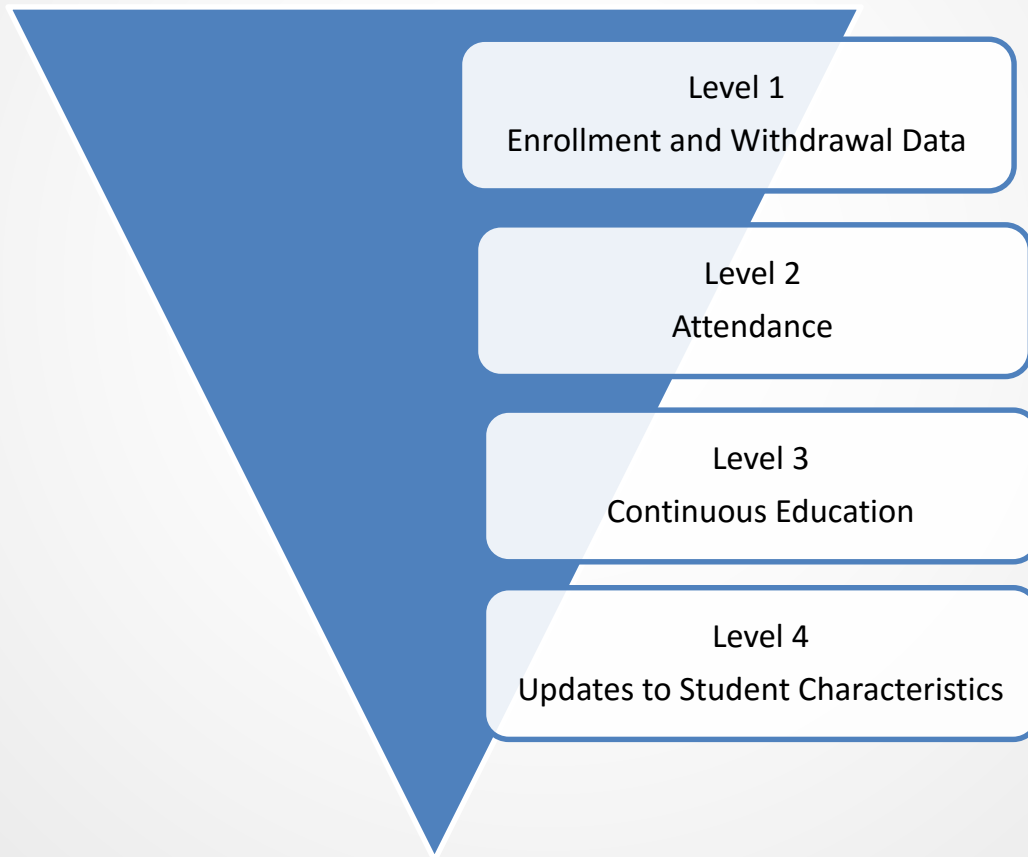 Level 1
Enrollment and Withdrawal Data
Level 2
Attendance
Level 3
Continuous Education
Level 4
Updates to Student Characteristics